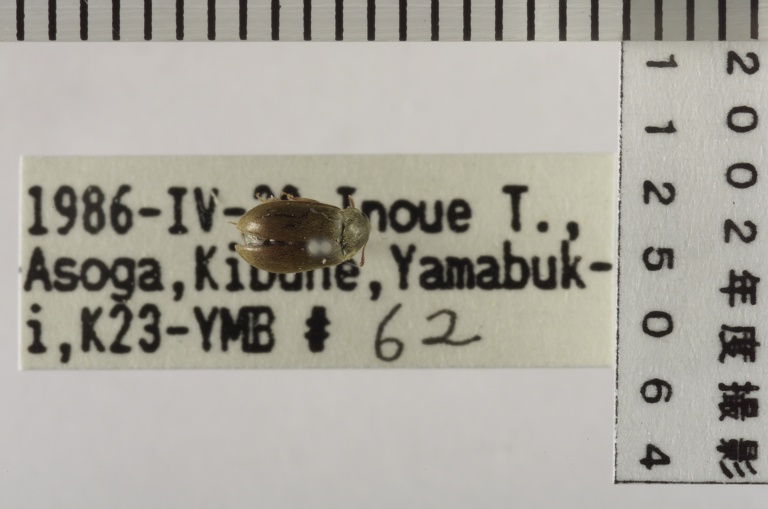 1986-IV- Inoue T.,
Asoga, Kibune, Yamabuk-
i, K23-YMB # 62
2002年度撮影
1125064